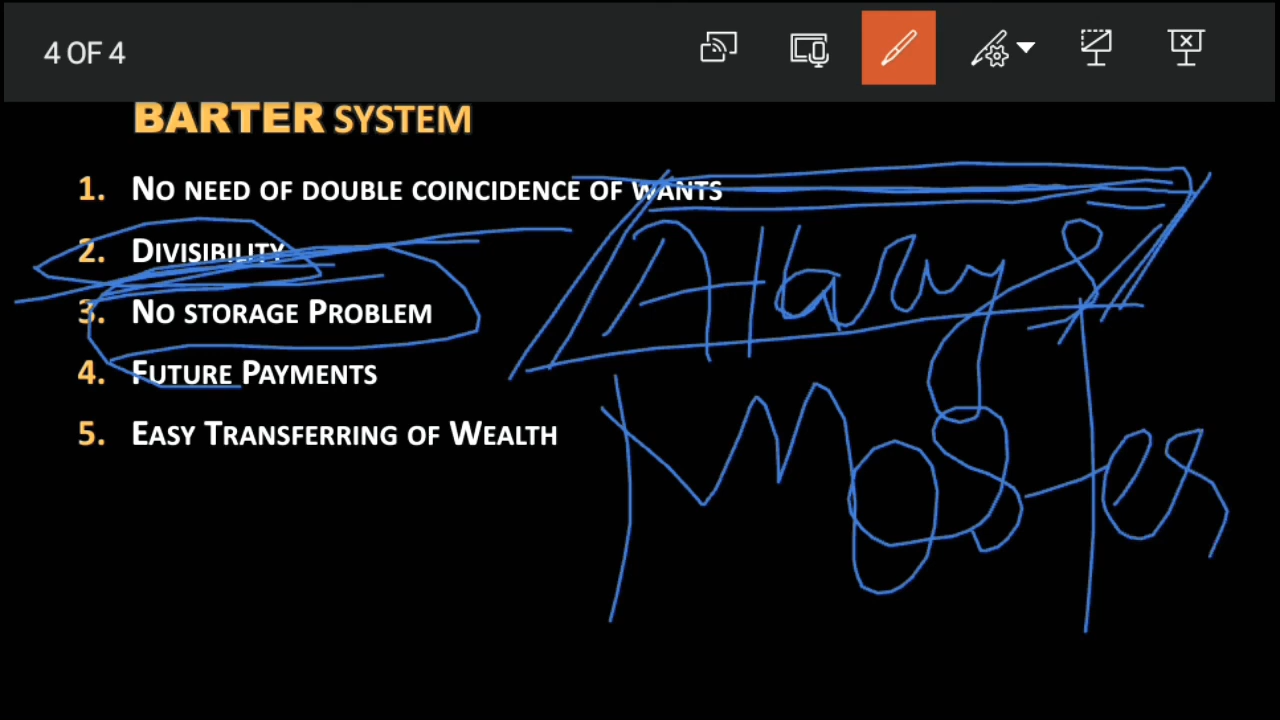 4 OF 4
BARTER SYSTEM
1. NO NEED OF DOUBLE COINCIDENCE OF WANTS
2. DIVISIBILITY
3. NO STORAGE PROBLEM
4. FUTURE PAYMENTS
5. EASY TRANSFERRING OF WEALTH